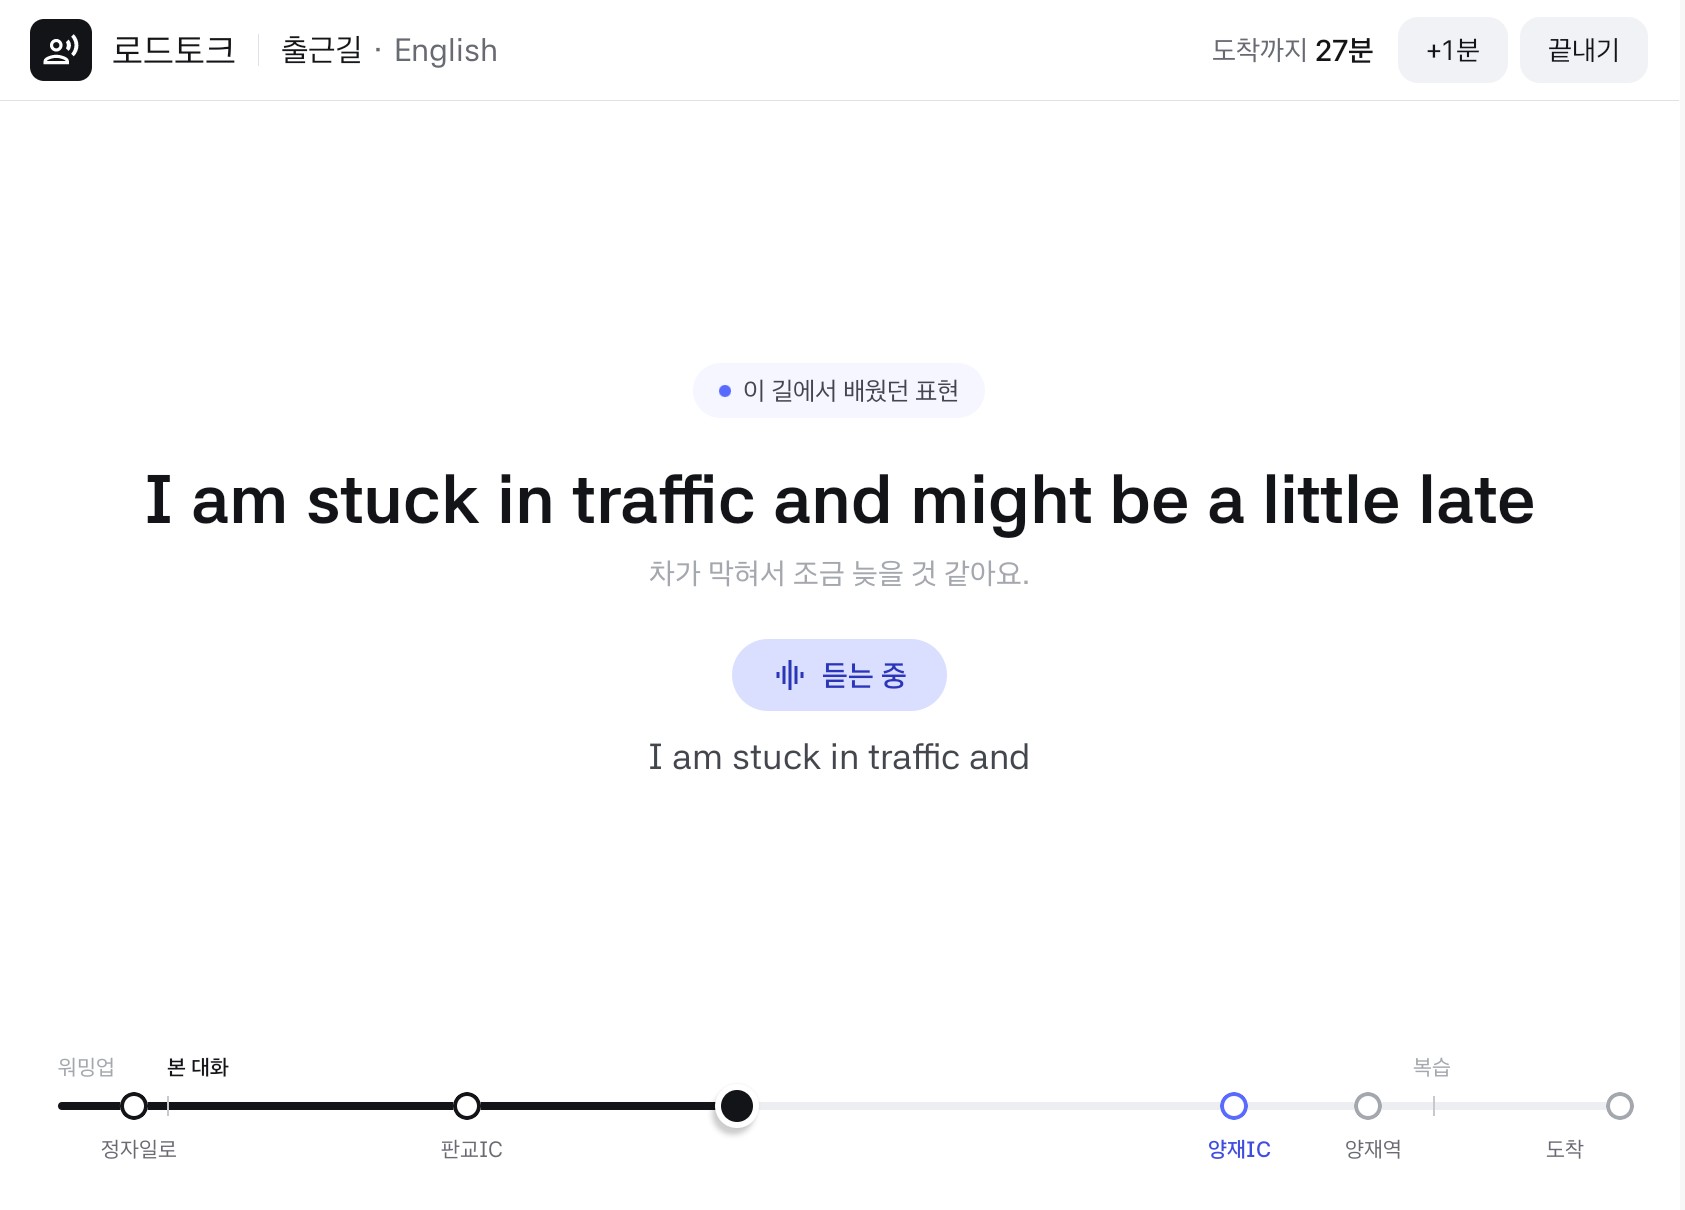 로드토크
출근길 · English
도착까지 27분
+1분
끝내기
이 길에서 배웠던 표현
I am stuck in traffic and might be a little late
차가 막혀서 조금 늦을 것 같아요.
듣는 중
I am stuck in traffic and
워밍업
본 대화
복습
정자일로
판교IC
양재IC
양재역
도착